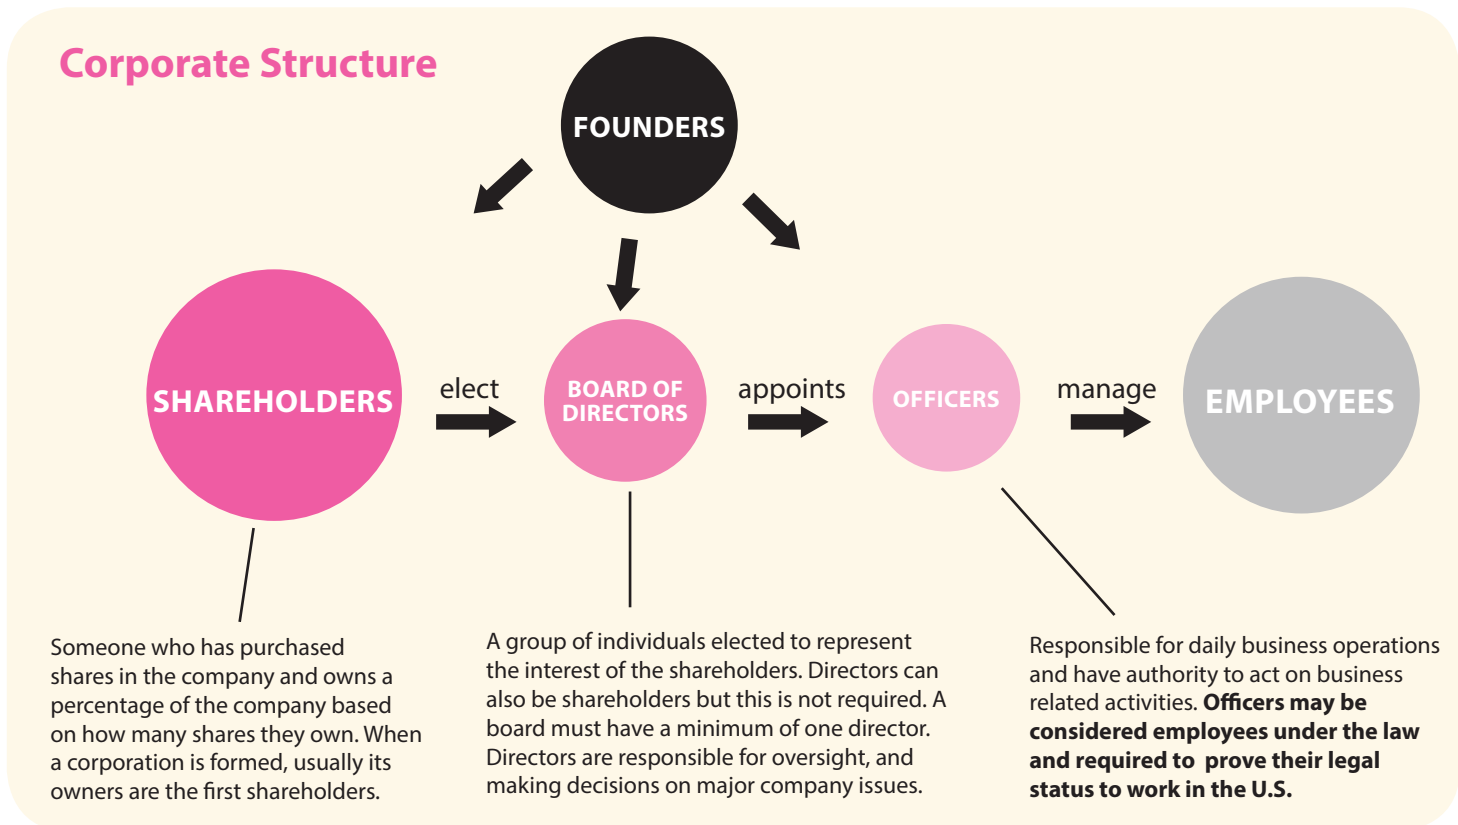 Corporate Structure
FOUNDERS
SHAREHOLDERS
elect
BOARD OF
DIRECTORS
appoints
OFFICERS
manage
EMPLOYEES
Someone who has purchased
shares in the company and owns a
percentage of the company based
on how many shares they own. When
a corporation is formed, usually its
owners are the first shareholders.
A group of individuals elected to represent
the interest of the shareholders. Directors can
also be shareholders but this is not required. A
board must have a minimum of one director.
Directors are responsible for oversight, and
making decisions on major company issues.
Responsible for daily business operations
and have authority to act on business
related activities. Officers may be
considered employees under the law
and required to  prove their legal
status to work in the U.S.